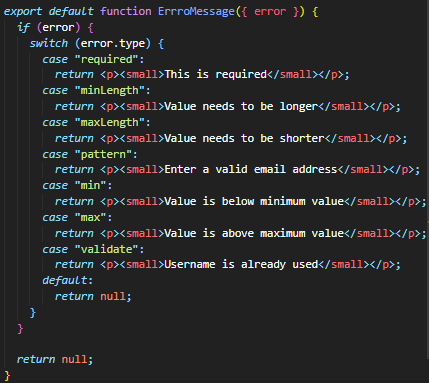 export default function ErrroMessage({ error }) {
  if (error) {
    switch (error.type) {
      case "required":
        return <p><small>This is required</small></p>;
      case "minLength":
        return <p><small>Value needs to be longer</small></p>;
      case "maxLength":
        return <p><small>Value needs to be shorter</small></p>;
      case "pattern":
        return <p><small>Enter a valid email address</small></p>;
      case "min":
        return <p><small>Value is below minimum value</small></p>;
      case "max":
        return <p><small>Value is above maximum value</small></p>;
      case "validate":
        return <p><small>Username is already used</small></p>;
      default:
        return null;
    }
  }

  return null;
}